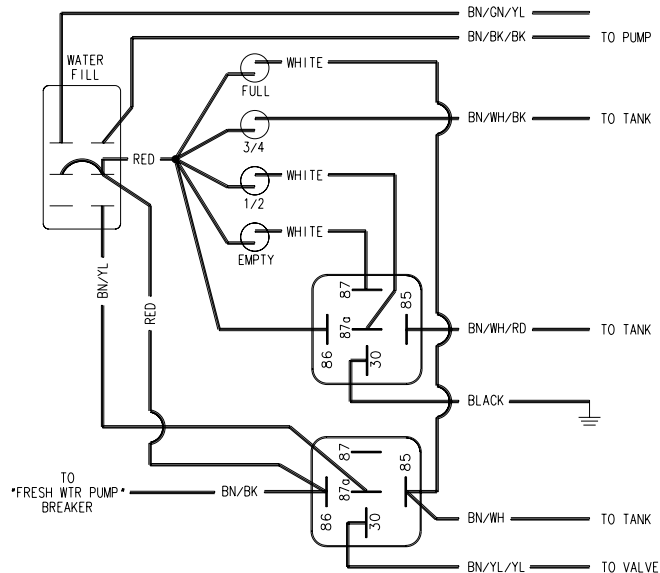 BN/GN/YL
BN/BK/BK TO PUMP
WATER
FILL
WHITE
FULL
BN/WH/BK TO TANK
3/4
RED
WHITE
1/2
WHITE
EMPTY
BN/YL
RED
87
85
87a
86
30
BN/WH/RD TO TANK
BLACK
87
85
87a
86
30
TO
"FRESH WTR PUMP"
BREAKER
BN/BK
BN/WH TO TANK
BN/YL/YL TO VALVE